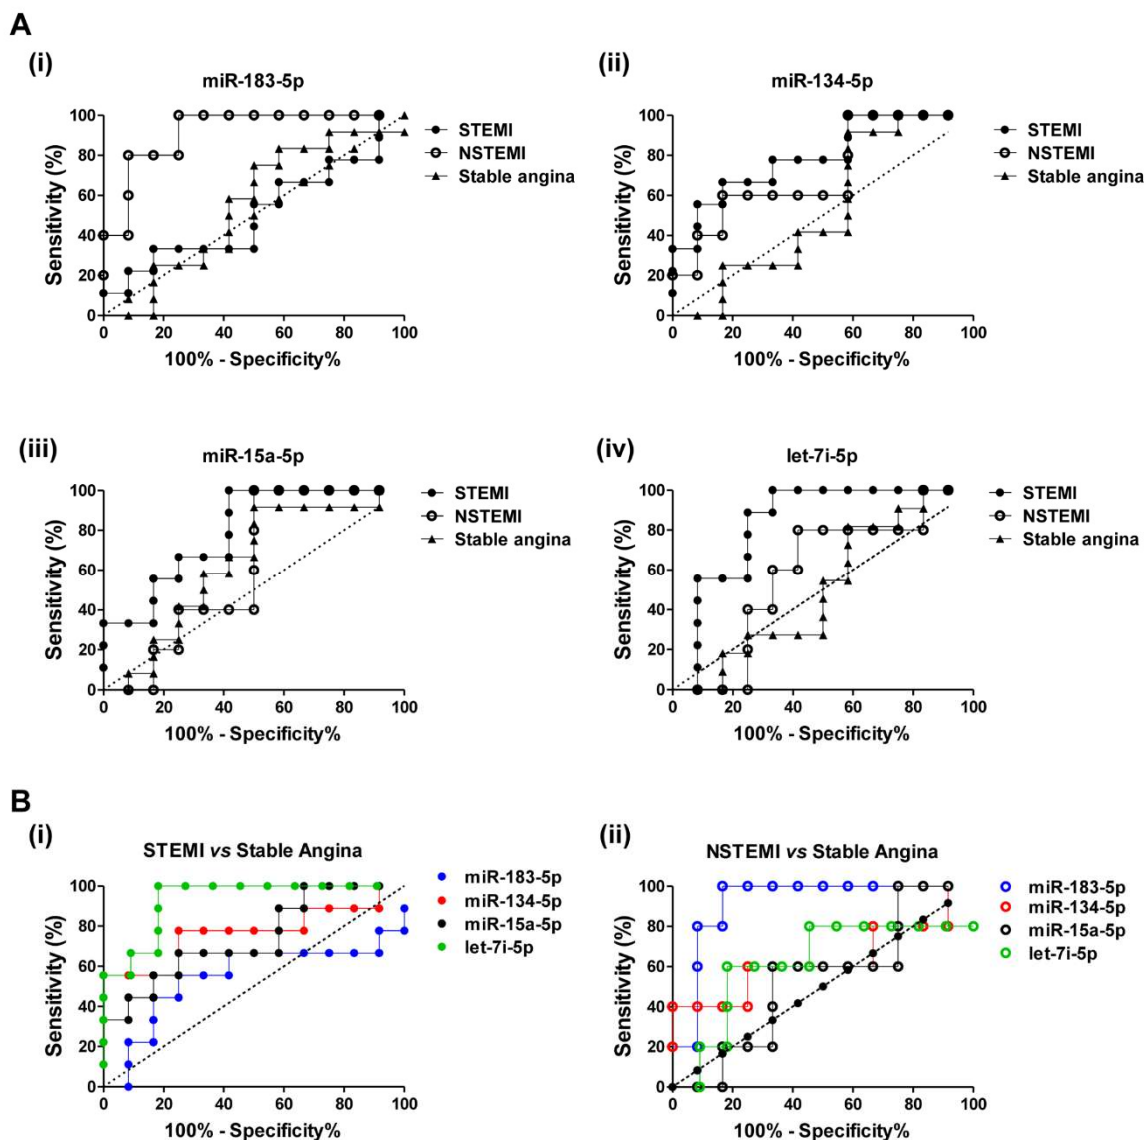 A
(i)
miR-183-5p
100
80
60
40
20
0
Sensitivity (%)
0 20 40 60 80 100
100% - Specificity%
STEMI
NSTEMI
Stable angina
(ii)
miR-134-5p
100
80
60
40
20
0
Sensitivity (%)
0 20 40 60 80 100
100% - Specificity%
STEMI
NSTEMI
Stable angina
(iii)
miR-15a-5p
100
80
60
40
20
0
Sensitivity (%)
0 20 40 60 80 100
100% - Specificity%
STEMI
NSTEMI
Stable angina
(iv)
let-7i-5p
100
80
60
40
20
0
Sensitivity (%)
0 20 40 60 80 100
100% - Specificity%
STEMI
NSTEMI
Stable angina
B
(i)
STEMI vs Stable Angina
100
80
60
40
20
0
Sensitivity (%)
0 20 40 60 80 100
100% - Specificity%
miR-183-5p
miR-134-5p
miR-15a-5p
let-7i-5p
(ii)
NSTEMI vs Stable Angina
100
80
60
40
20
0
Sensitivity (%)
0 20 40 60 80 100
100% - Specificity%
miR-183-5p
miR-134-5p
miR-15a-5p
let-7i-5p